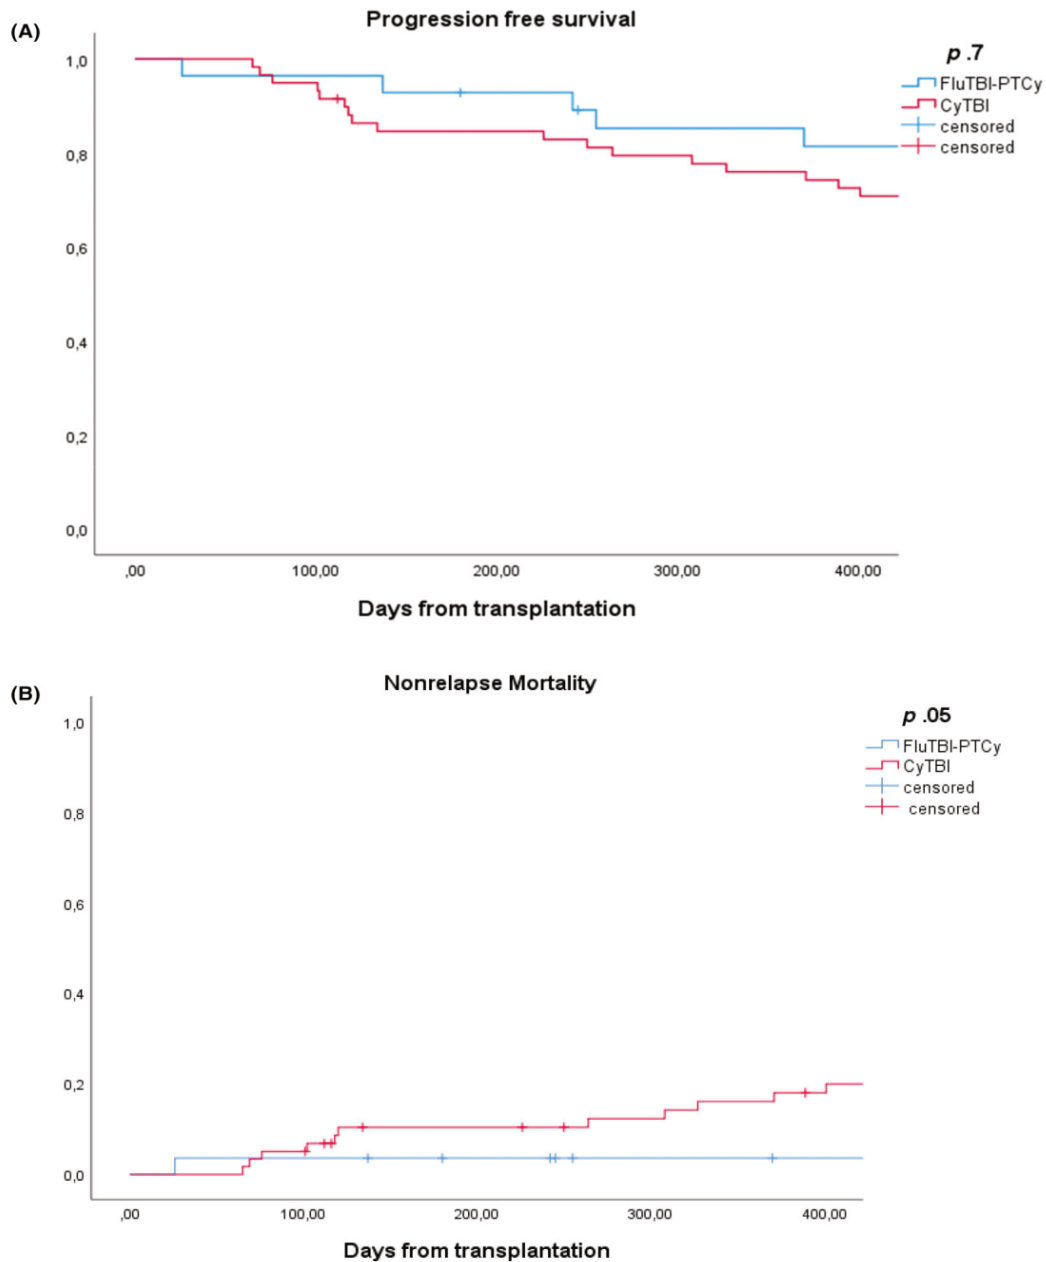 (A)
Progression free survival
p .7
FluTBI-PTCy
CyTBI
censored
censored
1,0
0,8
0,6
0,4
0,2
0,0
,00 100,00 200,00 300,00 400,00
Days from transplantation
(B)
Nonrelapse Mortality
p .05
FluTBI-PTCy
CyTBI
censored
censored
1,0
0,8
0,6
0,4
0,2
0,0
,00 100,00 200,00 300,00 400,00
Days from transplantation